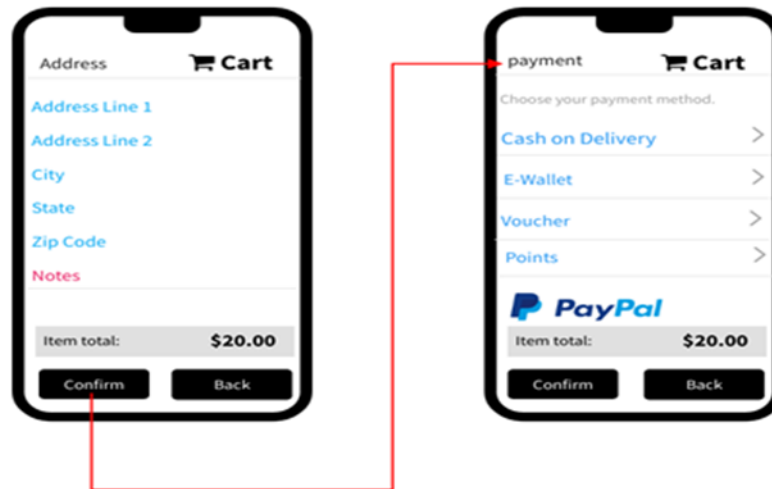 Address Cart
Address Line 1
Address Line 2
City
State
Zip Code
Notes
Item total: $20.00
Confirm Back
payment Cart
Choose your payment method.
Cash on Delivery
E-Wallet
Voucher
Points
PayPal
Item total: $20.00
Confirm Back